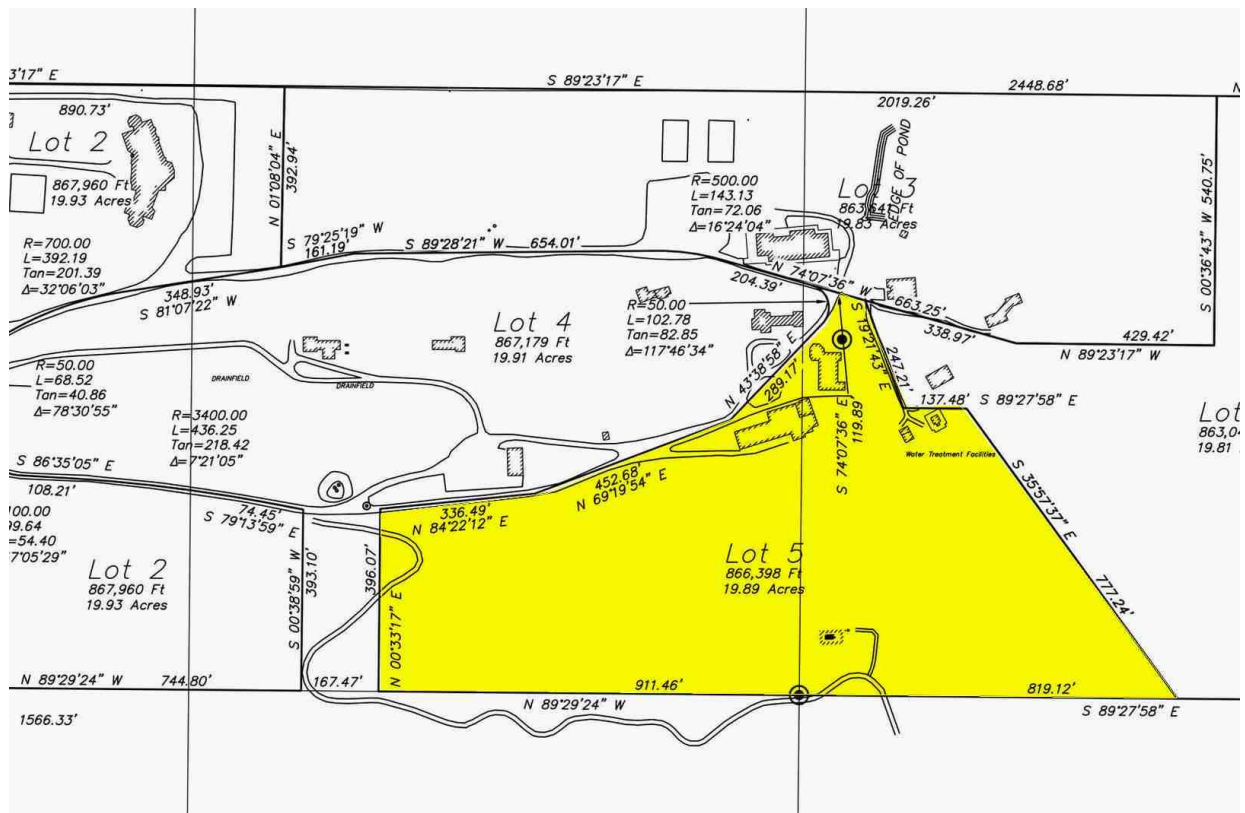 3'17" E
S 89°23'17" E
2448.68'
N
890.73'
2019.26'
Lot 2
867,960 Ft
19.93 Acres
N 01°08'04" E
392.94'
R=500.00
L=143.13
Tan=72.06
Δ=16°24'04"
EDGE OF POND
Lot 3
863,641 Ft
19.83 Acres
S 00°36'43" W 540.75'
R=700.00
L=392.19
Tan=201.39
Δ=32°06'03"
S 79°25'19" W
161.19'
S 89°28'21" W 654.01'
204.39'
N 74°07'36" W
663.25'
338.97'
429.42'
N 89°23'17" W
348.93'
S 81°07'22" W
Lot 4
867,179 Ft
19.91 Acres
R=50.00
L=102.78
Tan=82.85
Δ=117°46'34"
S 19°21'43" E
247.21'
R=50.00
L=68.52
Tan=40.86
Δ=78°30'55"
DRAINFIELD
DRAINFIELD
N 43°38'58" E
289.17'
137.48' S 89°27'58" E
R=3400.00
L=436.25
Tan=218.42
Δ=7°21'05"
S 74°07'36" E
119.89'
Lot
863,04
19.81
Water Treatment Facilities
S 86°35'05" E
108.21'
74.45'
S 79°13'59" E
452.68'
N 69°19'54" E
336.49'
N 84°22'12" E
S 35°57'37" E
777.24'
00.00
99.64
=54.40
7°05'29"
Lot 2
867,960 Ft
19.93 Acres
S 00°38'59" W
393.10'
396.07'
N 00°33'17" E
Lot 5
866,398 Ft
19.89 Acres
N 89°29'24" W 744.80'
167.47'
911.46'
819.12'
N 89°29'24" W
S 89°27'58" E
1566.33'